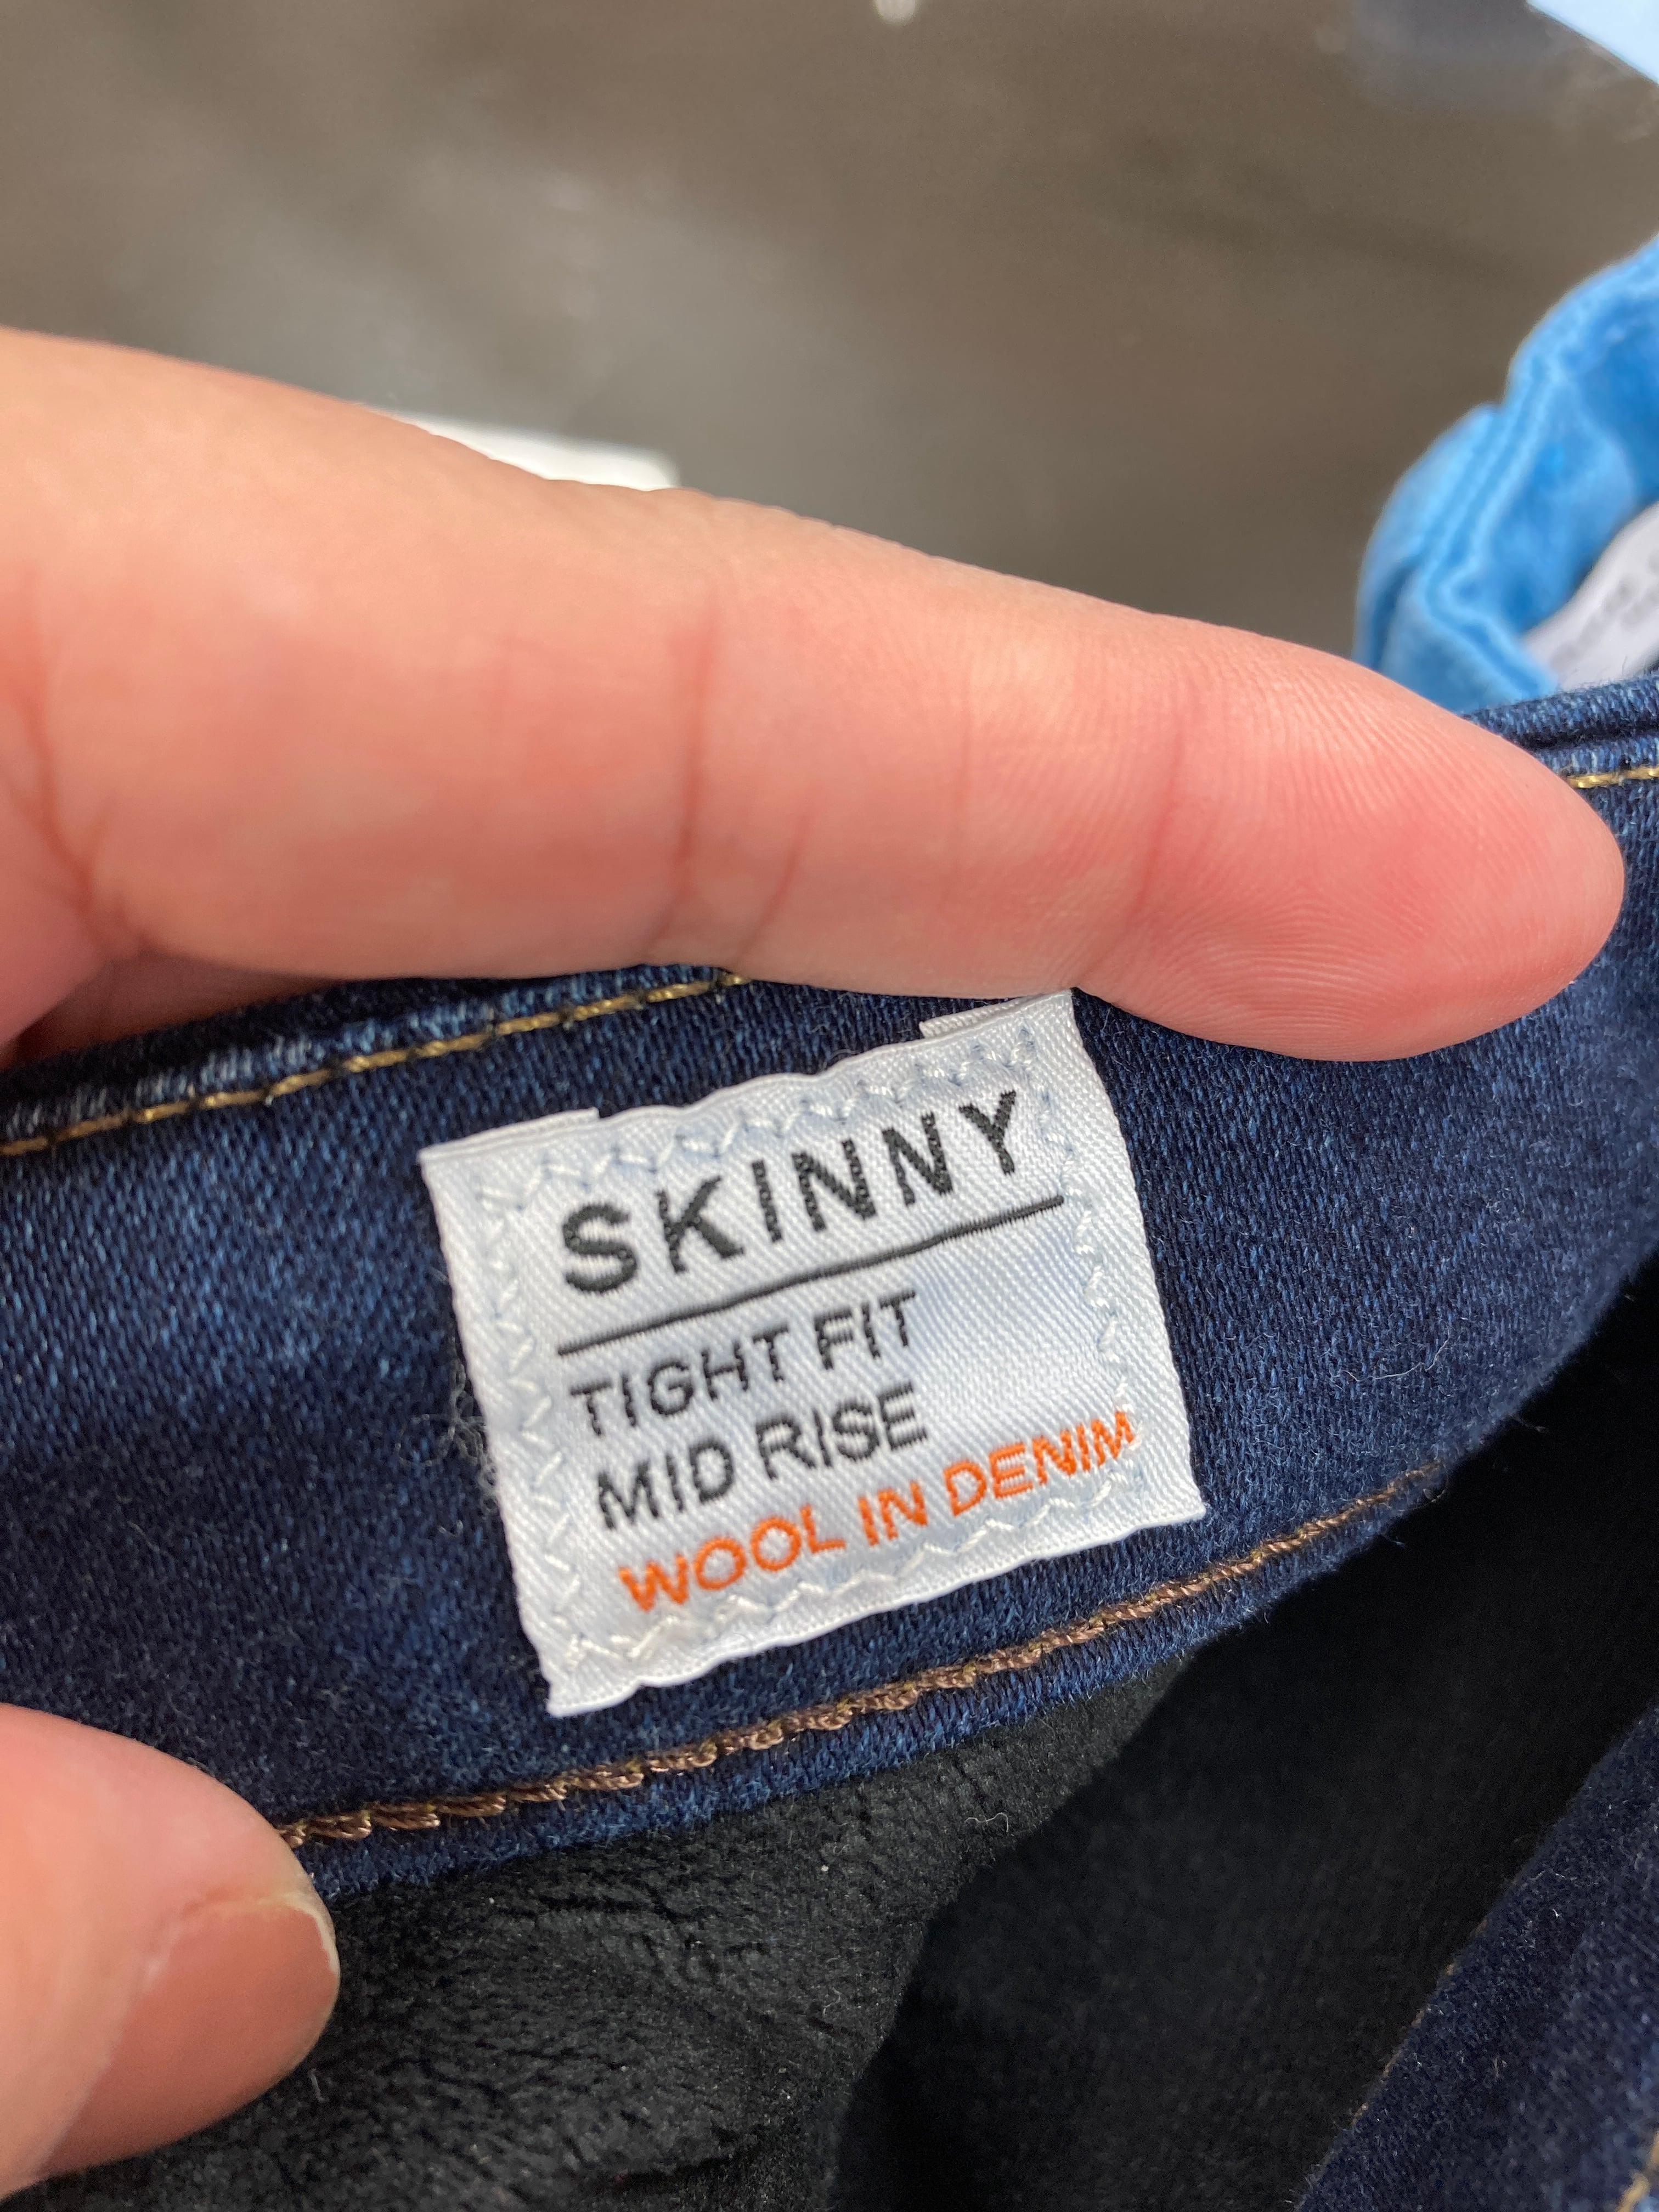 SKINNY
TIGHT FIT
MID RISE
WOOL IN DENIM